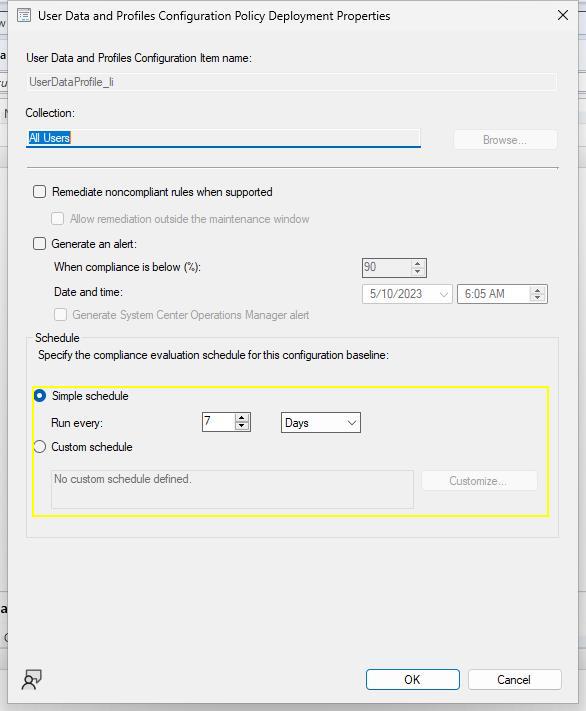 User Data and Profiles Configuration Policy Deployment Properties
User Data and Profiles Configuration Item name:
UserDataProfile_li
Collection:
All Users
Browse...
Remediate noncompliant rules when supported
Allow remediation outside the maintenance window
Generate an alert:
When compliance is below (%):
90
Date and time:
5/10/2023
6:05 AM
Generate System Center Operations Manager alert
Schedule
Specify the compliance evaluation schedule for this configuration baseline:
Simple schedule
Run every:
7
Days
Custom schedule
No custom schedule defined.
Customize...
OK
Cancel